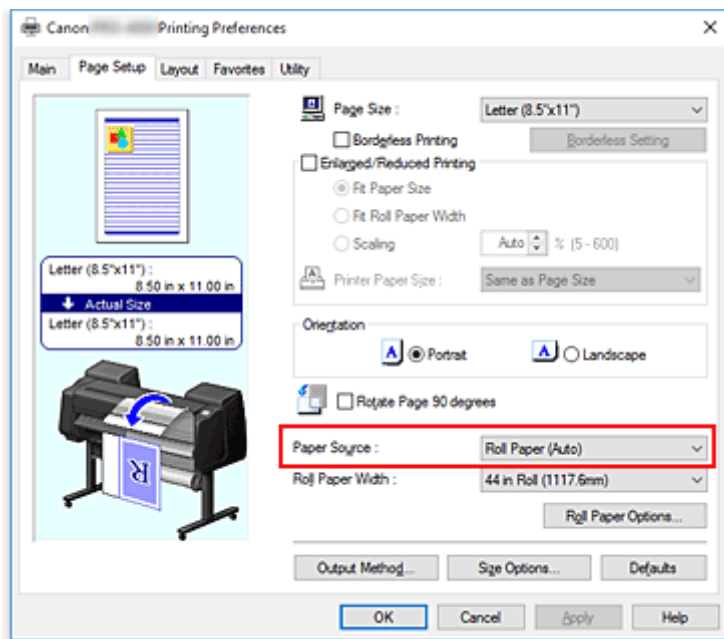 Canon Printing Preferences
Main Page Setup Layout Favorites Utility
Page Size : Letter (8.5"x11")
Borderless Printing Borderless Setting
Enlarged/Reduced Printing
Fit Paper Size
Fit Roll Paper Width
Scaling Auto % (5 - 600)
Printer Paper Size : Same as Page Size
Letter (8.5"x11") :
8.50 in x 11.00 in
Actual Size
Letter (8.5"x11") :
8.50 in x 11.00 in
Orientation
A Portrait A Landscape
Rotate Page 90 degrees
Paper Source : Roll Paper (Auto)
Roll Paper Width : 44 in Roll (1117.6mm)
R
Roll Paper Options...
Output Method... Size Options... Defaults
OK Cancel Apply Help